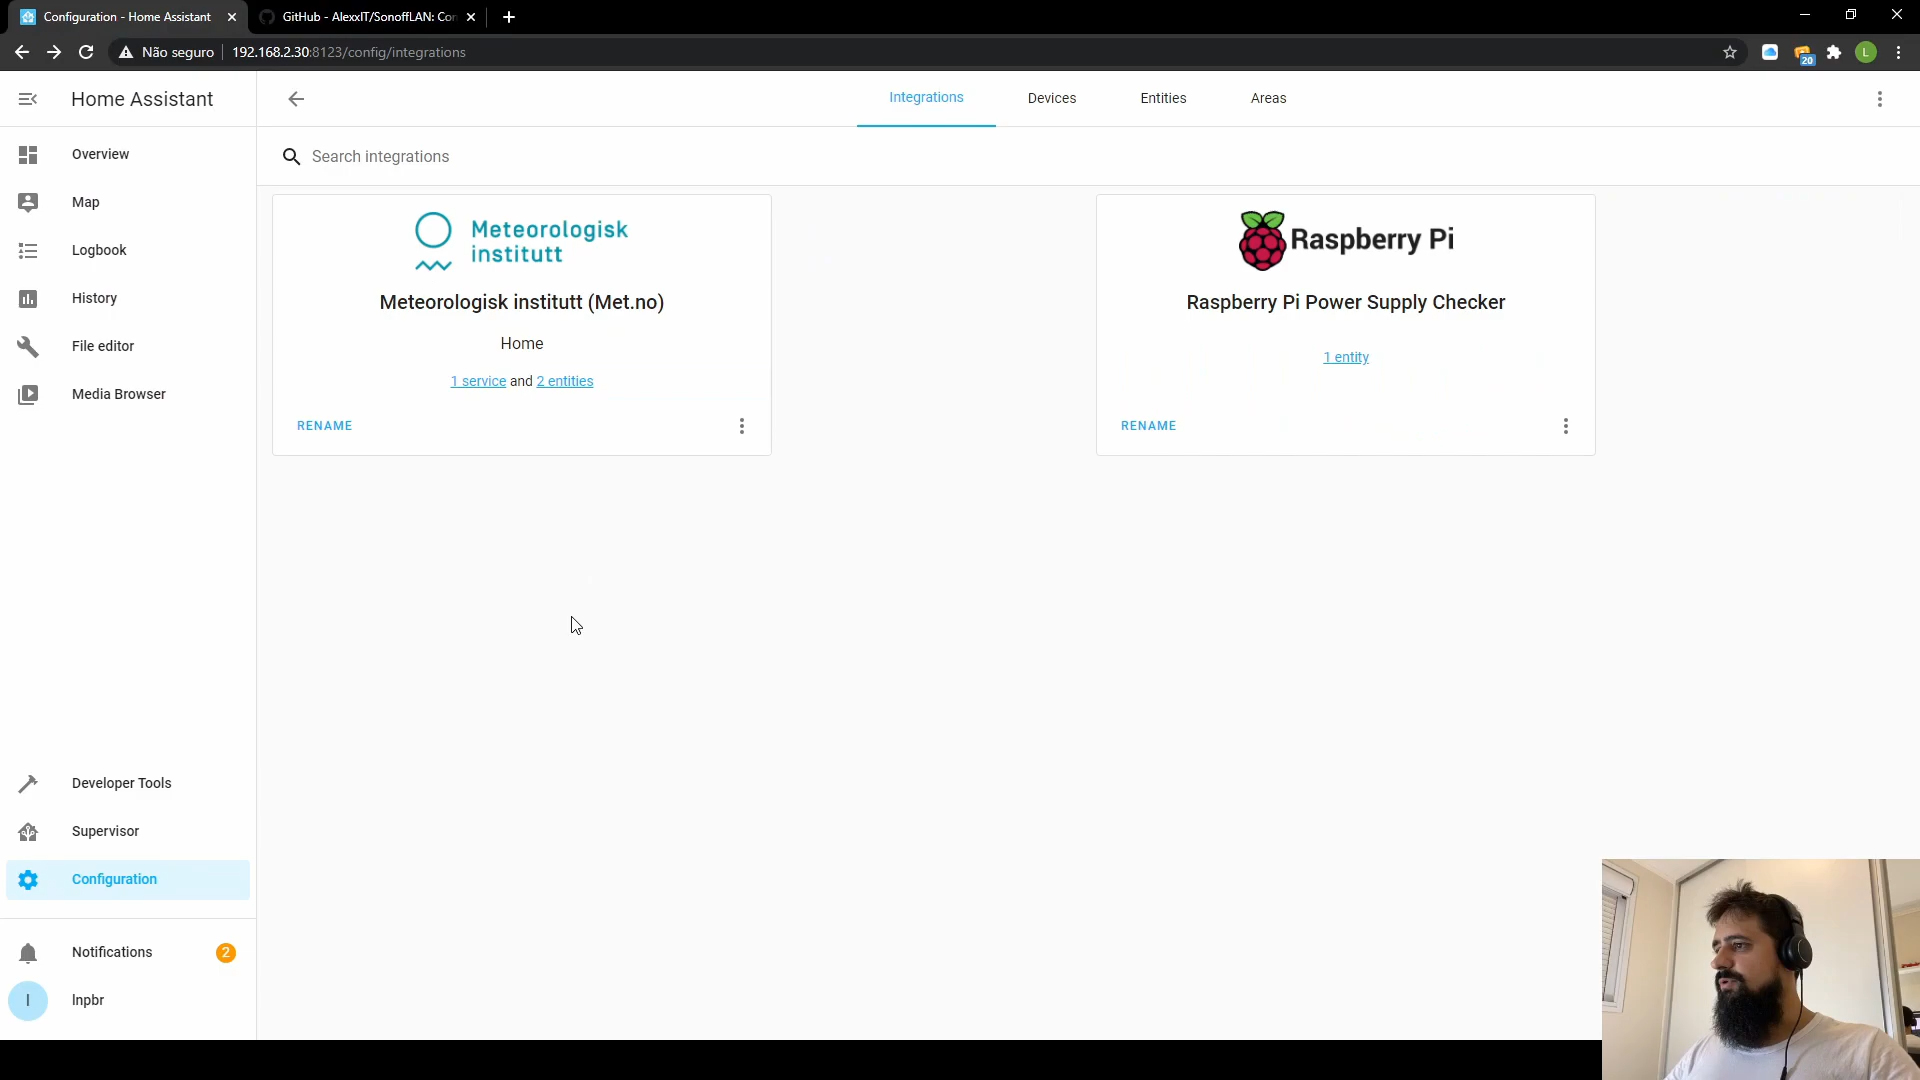 Configuration - Home Assistant
GitHub - AlexxIT/SonoffLAN: Con
Não seguro
192.168.2.30:8123/config/integrations
20
L
Home Assistant
Integrations
Devices
Entities
Areas
Overview
Search integrations
Map
Logbook
History
File editor
Media Browser
Meteorologisk
institutt
Meteorologisk institutt (Met.no)
Home
1 service and 2 entities
RENAME
Raspberry Pi
Raspberry Pi Power Supply Checker
1 entity
RENAME
Developer Tools
Supervisor
Configuration
Notifications
2
l
lnpbr